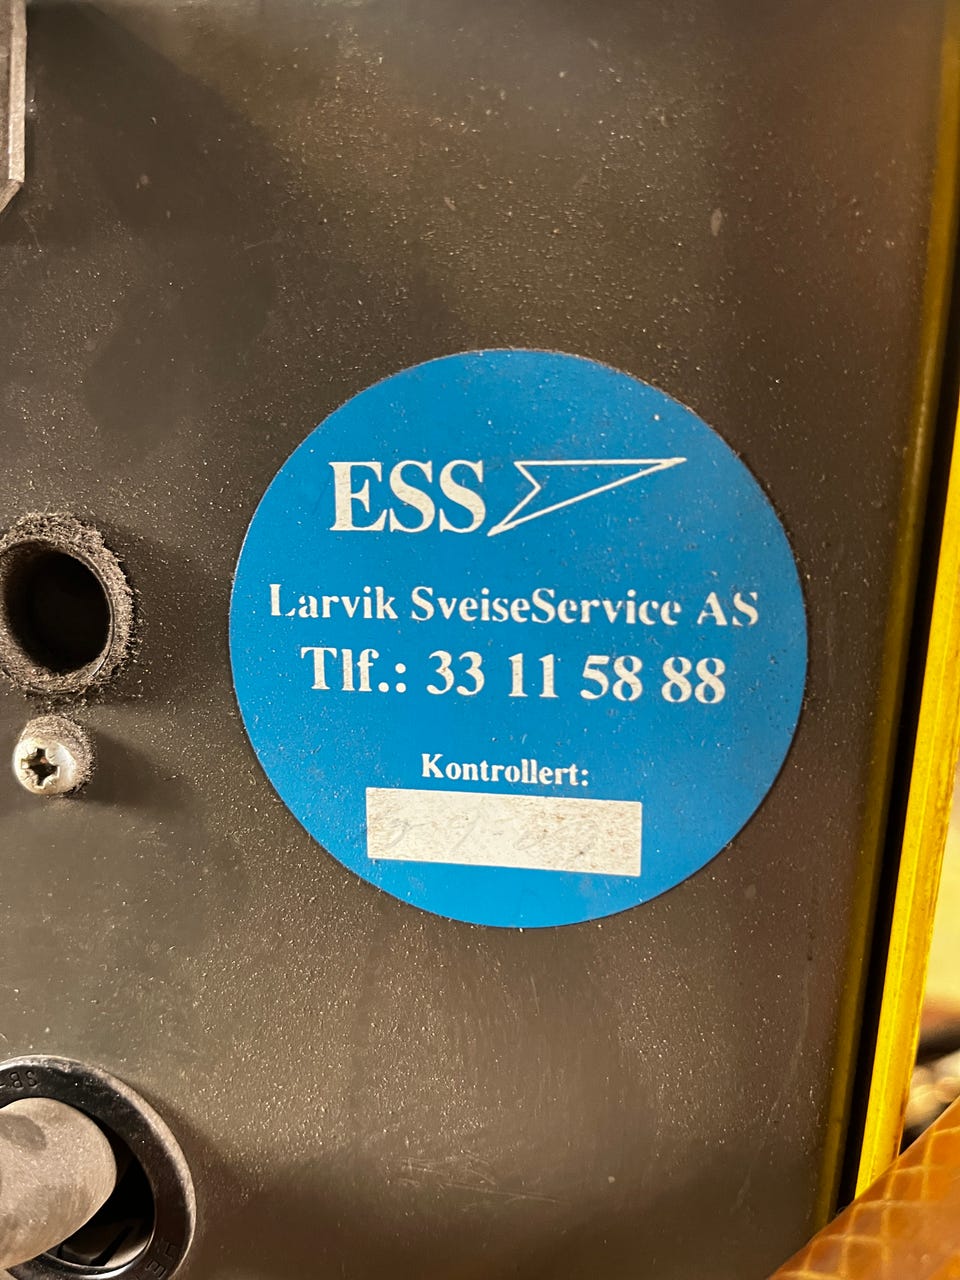 ESS
Larvik SveiseService AS
Tlf.: 33 11 58 88
Kontrollert: